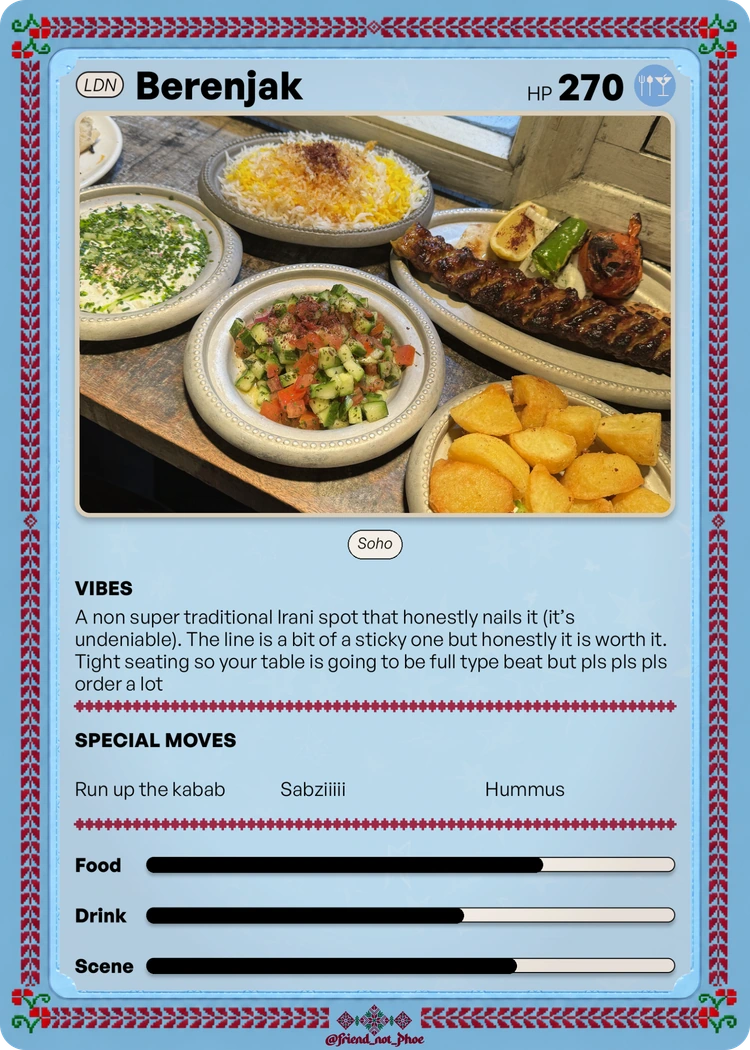 LDN Berenjak HP 270
Soho
VIBES
A non super traditional Irani spot that honestly nails it (it’s
undeniable). The line is a bit of a sticky one but honestly it is worth it.
Tight seating so your table is going to be full type beat but pls pls pls
order a lot
SPECIAL MOVES
Run up the kabab Sabziiiii Hummus
Food
Drink
Scene
@friend_not_phoe